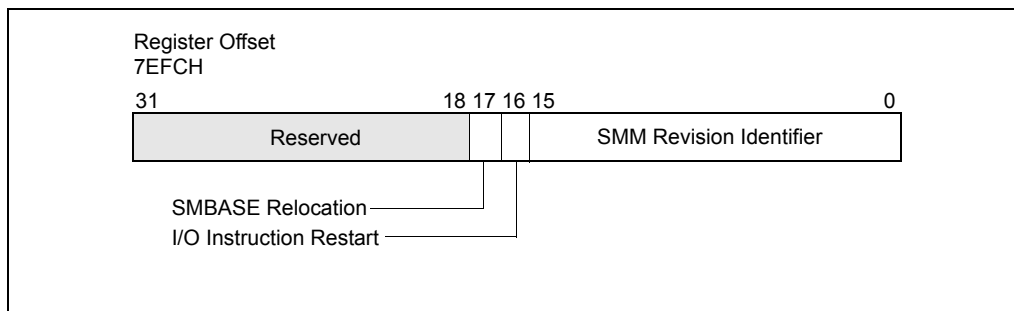 Register Offset
7EFCH
31 18 17 16 15 0
Reserved SMM Revision Identifier
SMBASE Relocation
I/O Instruction Restart